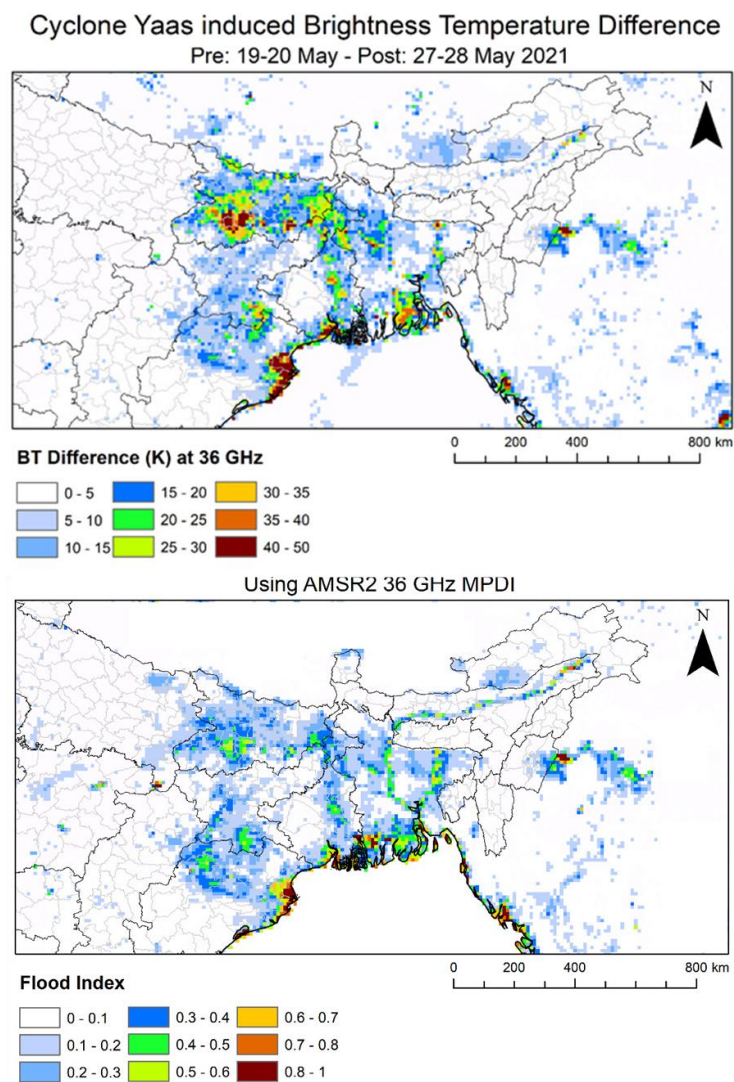 Cyclone Yaas induced Brightness Temperature Difference
Pre: 19-20 May - Post: 27-28 May 2021
N
0 200 400 800 km
BT Difference (K) at 36 GHz
0 - 5 15 - 20 30 - 35
5 - 10 20 - 25 35 - 40
10 - 15 25 - 30 40 - 50
Using AMSR2 36 GHz MPDI
N
0 200 400 800 km
Flood Index
0 - 0.1 0.3 - 0.4 0.6 - 0.7
0.1 - 0.2 0.4 - 0.5 0.7 - 0.8
0.2 - 0.3 0.5 - 0.6 0.8 - 1